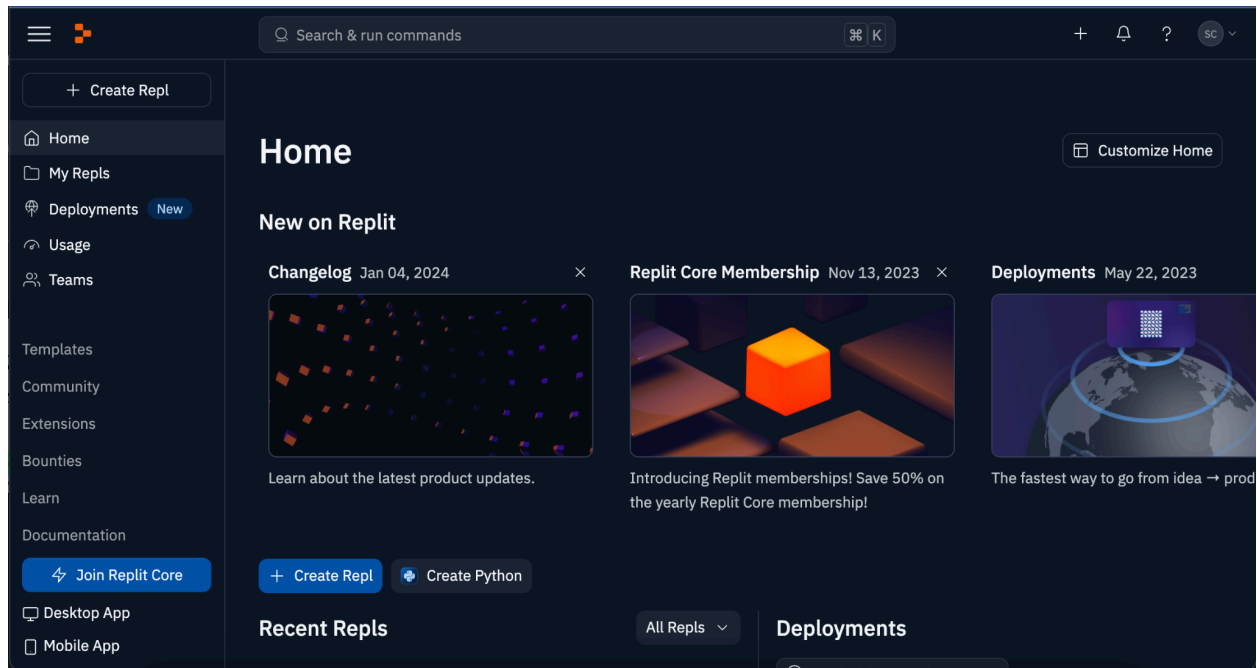 Search & run commands
⌘ K
SC
+ Create Repl
Home
My Repls
Deployments New
Usage
Teams
Templates
Community
Extensions
Bounties
Learn
Documentation
Join Replit Core
Desktop App
Mobile App
Home
Customize Home
New on Replit
Changelog Jan 04, 2024
Learn about the latest product updates.
Replit Core Membership Nov 13, 2023
Introducing Replit memberships! Save 50% on
the yearly Replit Core membership!
Deployments May 22, 2023
The fastest way to go from idea → prod
+ Create Repl
Create Python
Recent Repls
All Repls
Deployments